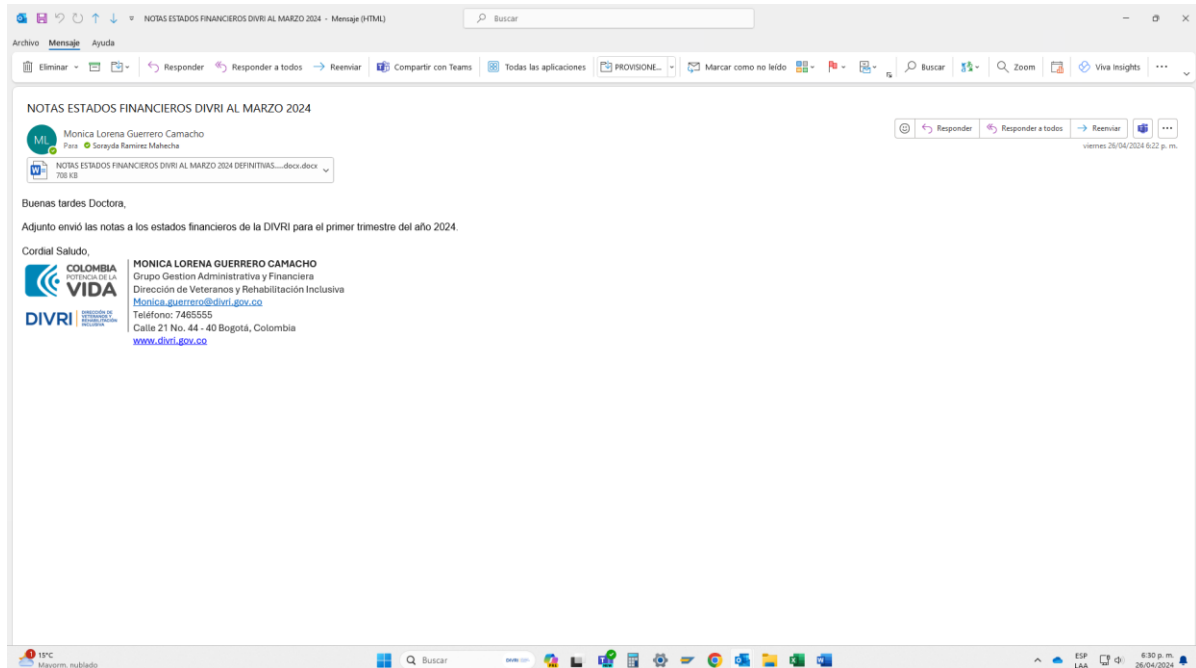 NOTAS ESTADOS FINANCIEROS DIVRI AL MARZO 2024 - Mensaje (HTML)
Buscar
Archivo Mensaje Ayuda
Eliminar Responder Responder a todos Reenviar Compartir con Teams Todas las aplicaciones PROVISIONE... Marcar como no leído Buscar Zoom Viva Insights
NOTAS ESTADOS FINANCIEROS DIVRI AL MARZO 2024
ML
Monica Lorena Guerrero Camacho
Para Sorayda Ramirez Mahecha
Responder Responder a todos Reenviar
viernes 26/04/2024 6:22 p. m.
NOTAS ESTADOS FINANCIEROS DIVRI AL MARZO 2024 DEFINITIVAS.....docx.docx
708 KB
Buenas tardes Doctora,
Adjunto envió las notas a los estados financieros de la DIVRI para el primer trimestre del año 2024.
Cordial Saludo,
COLOMBIA
POTENCIA DE LA
VIDA
DIVRI
DIRECCIÓN DE
VETERANOS Y
REHABILITACIÓN
INCLUSIVA
MONICA LORENA GUERRERO CAMACHO
Grupo Gestion Administrativa y Financiera
Dirección de Veteranos y Rehabilitación Inclusiva
Monica.guerrero@divri.gov.co
Teléfono: 7465555
Calle 21 No. 44 - 40 Bogotá, Colombia
www.divri.gov.co
1
15°C
Mayorm. nublado
Buscar
ESP
LAA
6:30 p. m.
26/04/2024